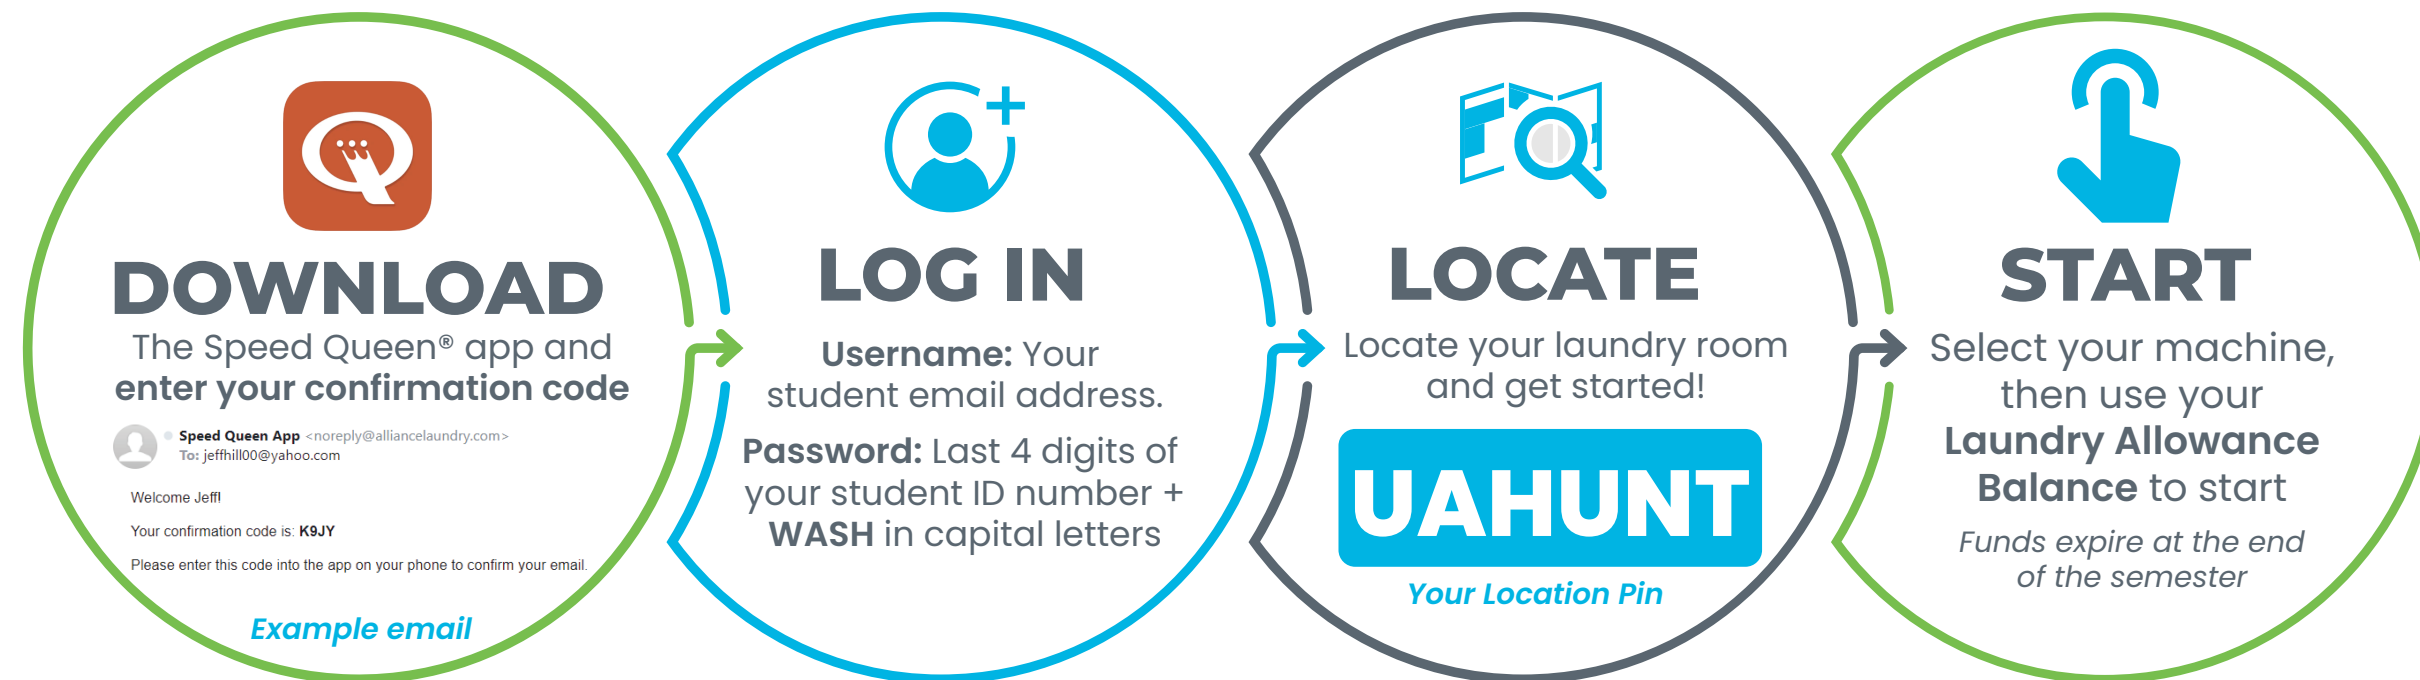 DOWNLOAD
The Speed Queen® app and
enter your confirmation code
Speed Queen App <noreply@alliancelaundry.com>
To: jeffhill00@yahoo.com
Welcome Jeff!
Your confirmation code is: K9JY
Please enter this code into the app on your phone to confirm your email.
Example email
LOG IN
Username: Your
student email address.
Password: Last 4 digits of
your student ID number +
WASH in capital letters
LOCATE
Locate your laundry room
and get started!
UAHUNT
Your Location Pin
START
Select your machine,
then use your
Laundry Allowance
Balance to start
Funds expire at the end
of the semester